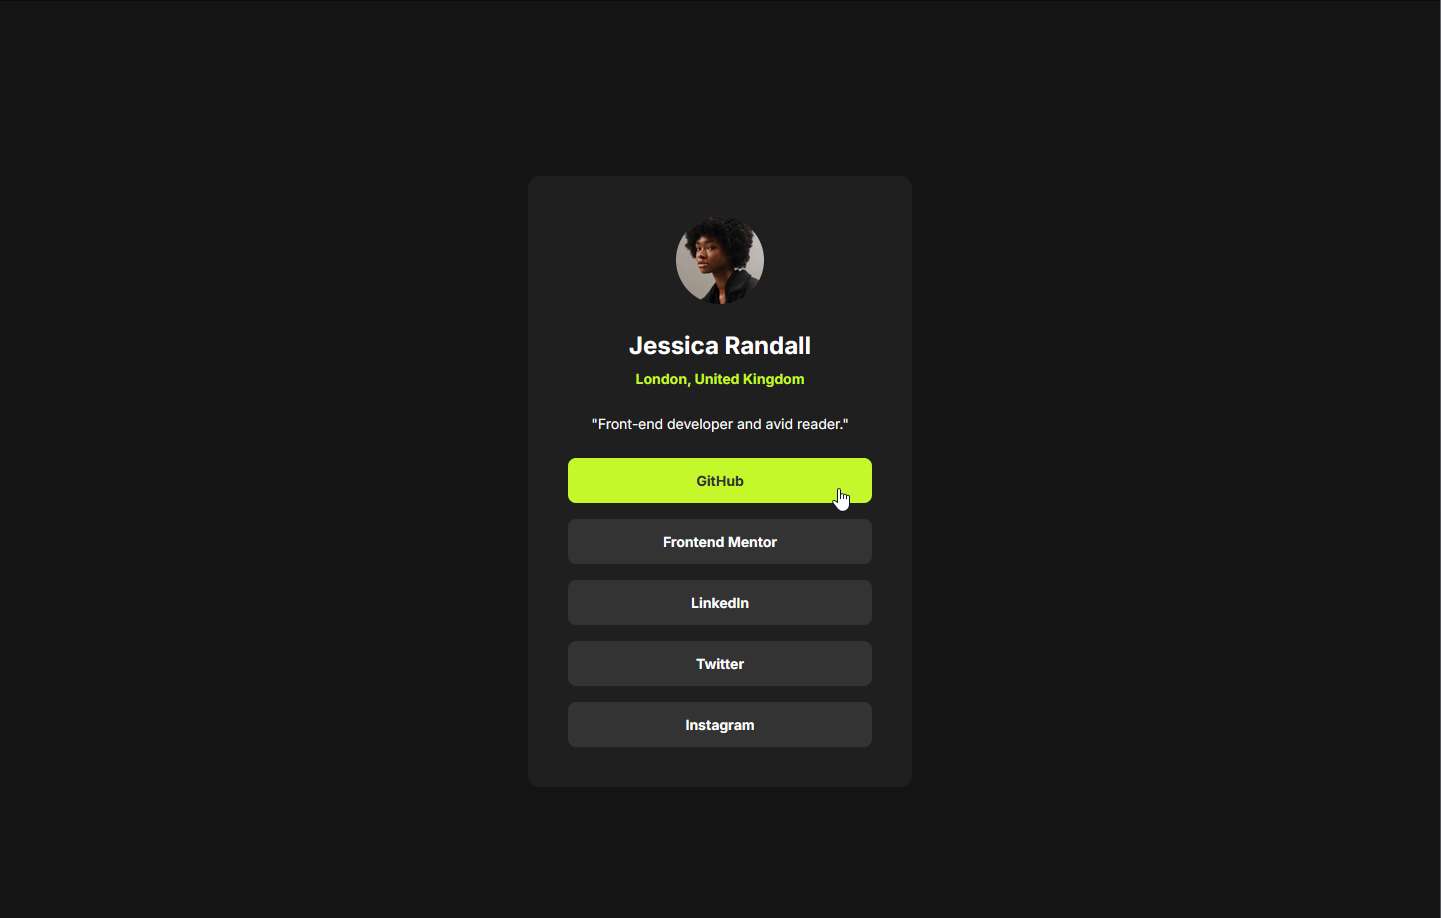 Jessica Randall
London, United Kingdom
"Front-end developer and avid reader."
GitHub
Frontend Mentor
LinkedIn
Twitter
Instagram